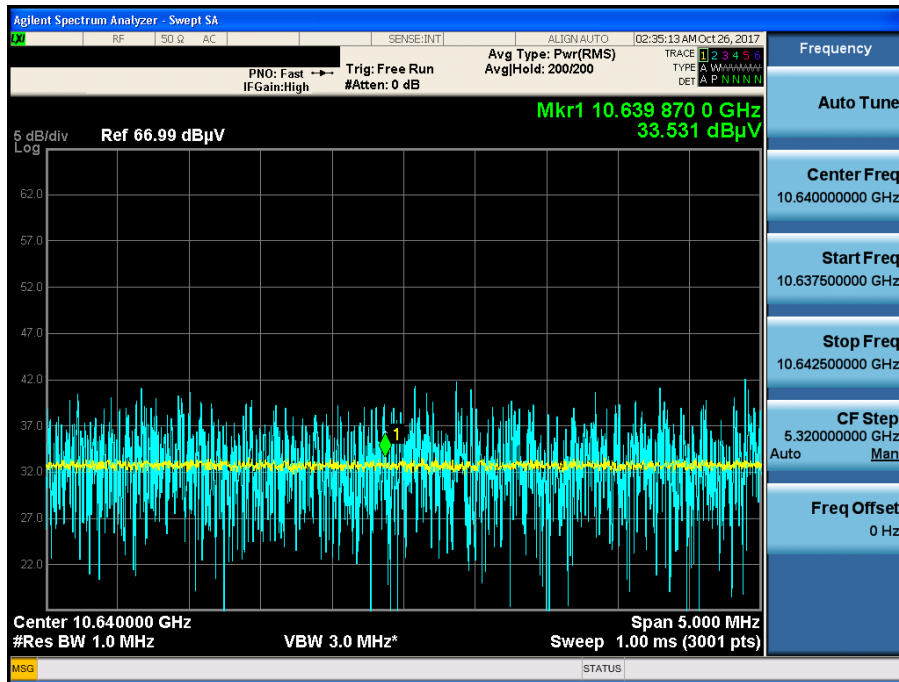 Agilent Spectrum Analyzer - Swept SA
LXI RF 50 Ω AC SENSE:INT ALIGN AUTO 02:35:13 AM Oct 26, 2017
PNO: Fast
IFGain:High
Trig: Free Run
#Atten: 0 dB
Avg Type: Pwr(RMS)
Avg|Hold: 200/200
TRACE 1 2 3 4 5 6
TYPE A WWWWW
DET A P N N N N
Mkr1 10.639 870 0 GHz
33.531 dBµV
5 dB/div
Log
Ref 66.99 dBµV
62.0
57.0
52.0
47.0
42.0
37.0
32.0
27.0
22.0
1
Center 10.640000 GHz
#Res BW 1.0 MHz
VBW 3.0 MHz*
Span 5.000 MHz
Sweep 1.00 ms (3001 pts)
MSG
STATUS
Frequency
Auto Tune
Center Freq
10.640000000 GHz
Start Freq
10.637500000 GHz
Stop Freq
10.642500000 GHz
CF Step
5.320000000 GHz
Auto Man
Freq Offset
0 Hz